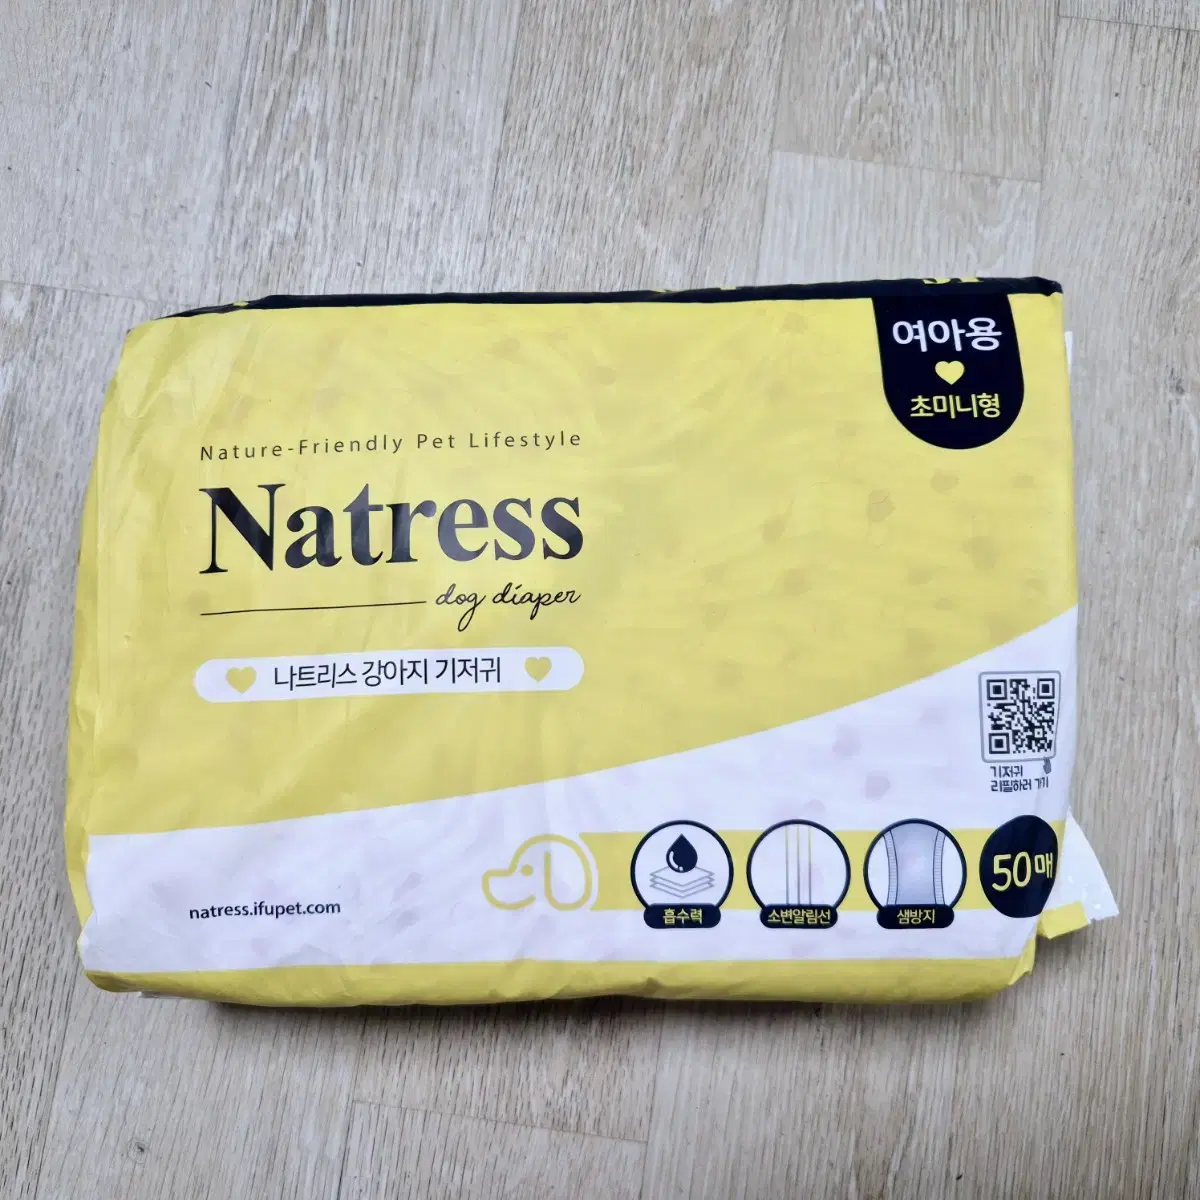 여아용
초미니형
Nature-Friendly Pet Lifestyle
Natress
dog diaper
나트리스 강아지 기저귀
기저귀
리필하러 가기
흡수력
소변알림선
샘방지
50매
natress.ifupet.com